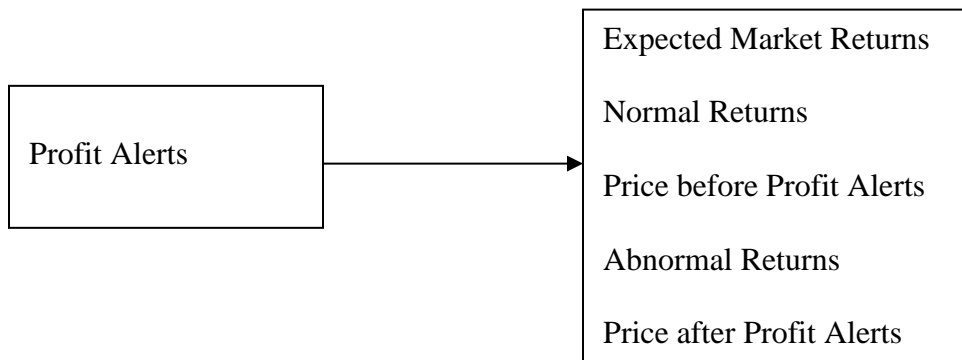 Profit Alerts
Expected Market Returns
Normal Returns
Price before Profit Alerts
Abnormal Returns
Price after Profit Alerts